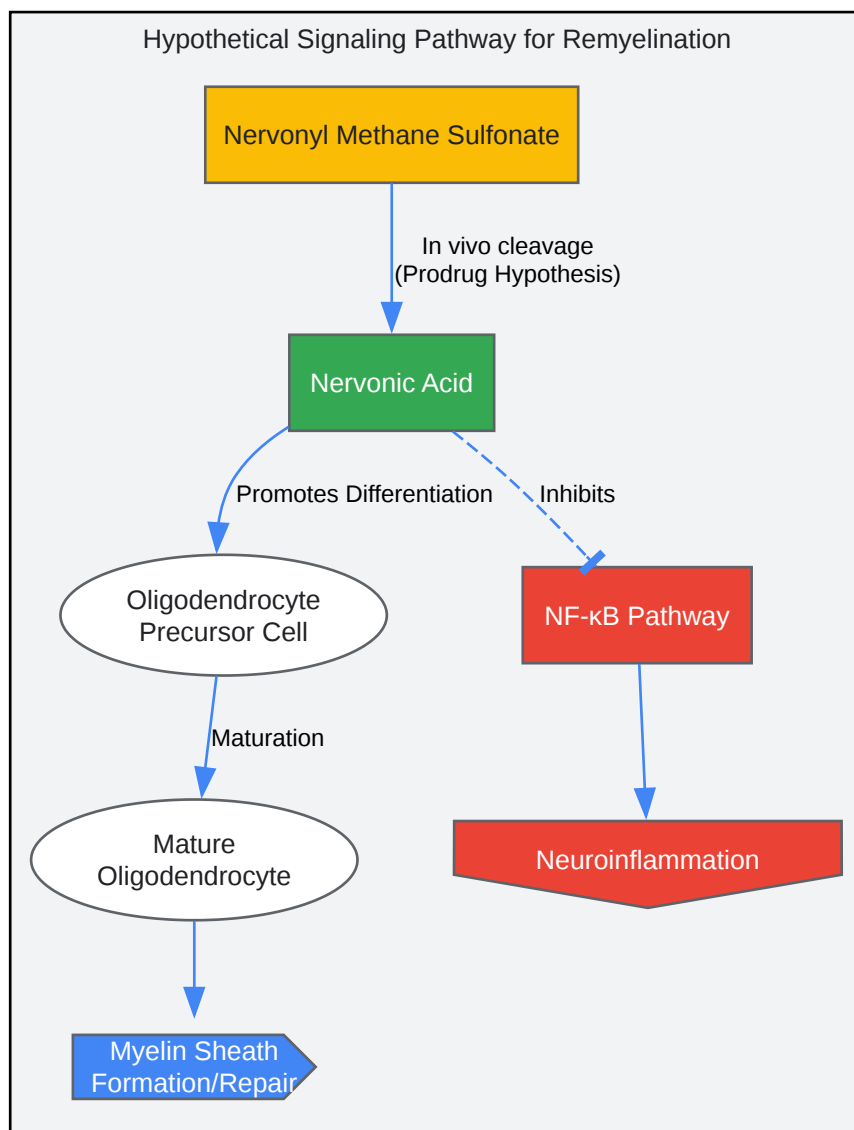 Hypothetical Signaling Pathway for Remyelination
Nervonyl Methane Sulfonate
In vivo cleavage
(Prodrug Hypothesis)
Nervonic Acid
Promotes Differentiation
Inhibits
Oligodendrocyte
Precursor Cell
NF-κB Pathway
Maturation
Mature
Oligodendrocyte
Neuroinflammation
Myelin Sheath
Formation/Repair